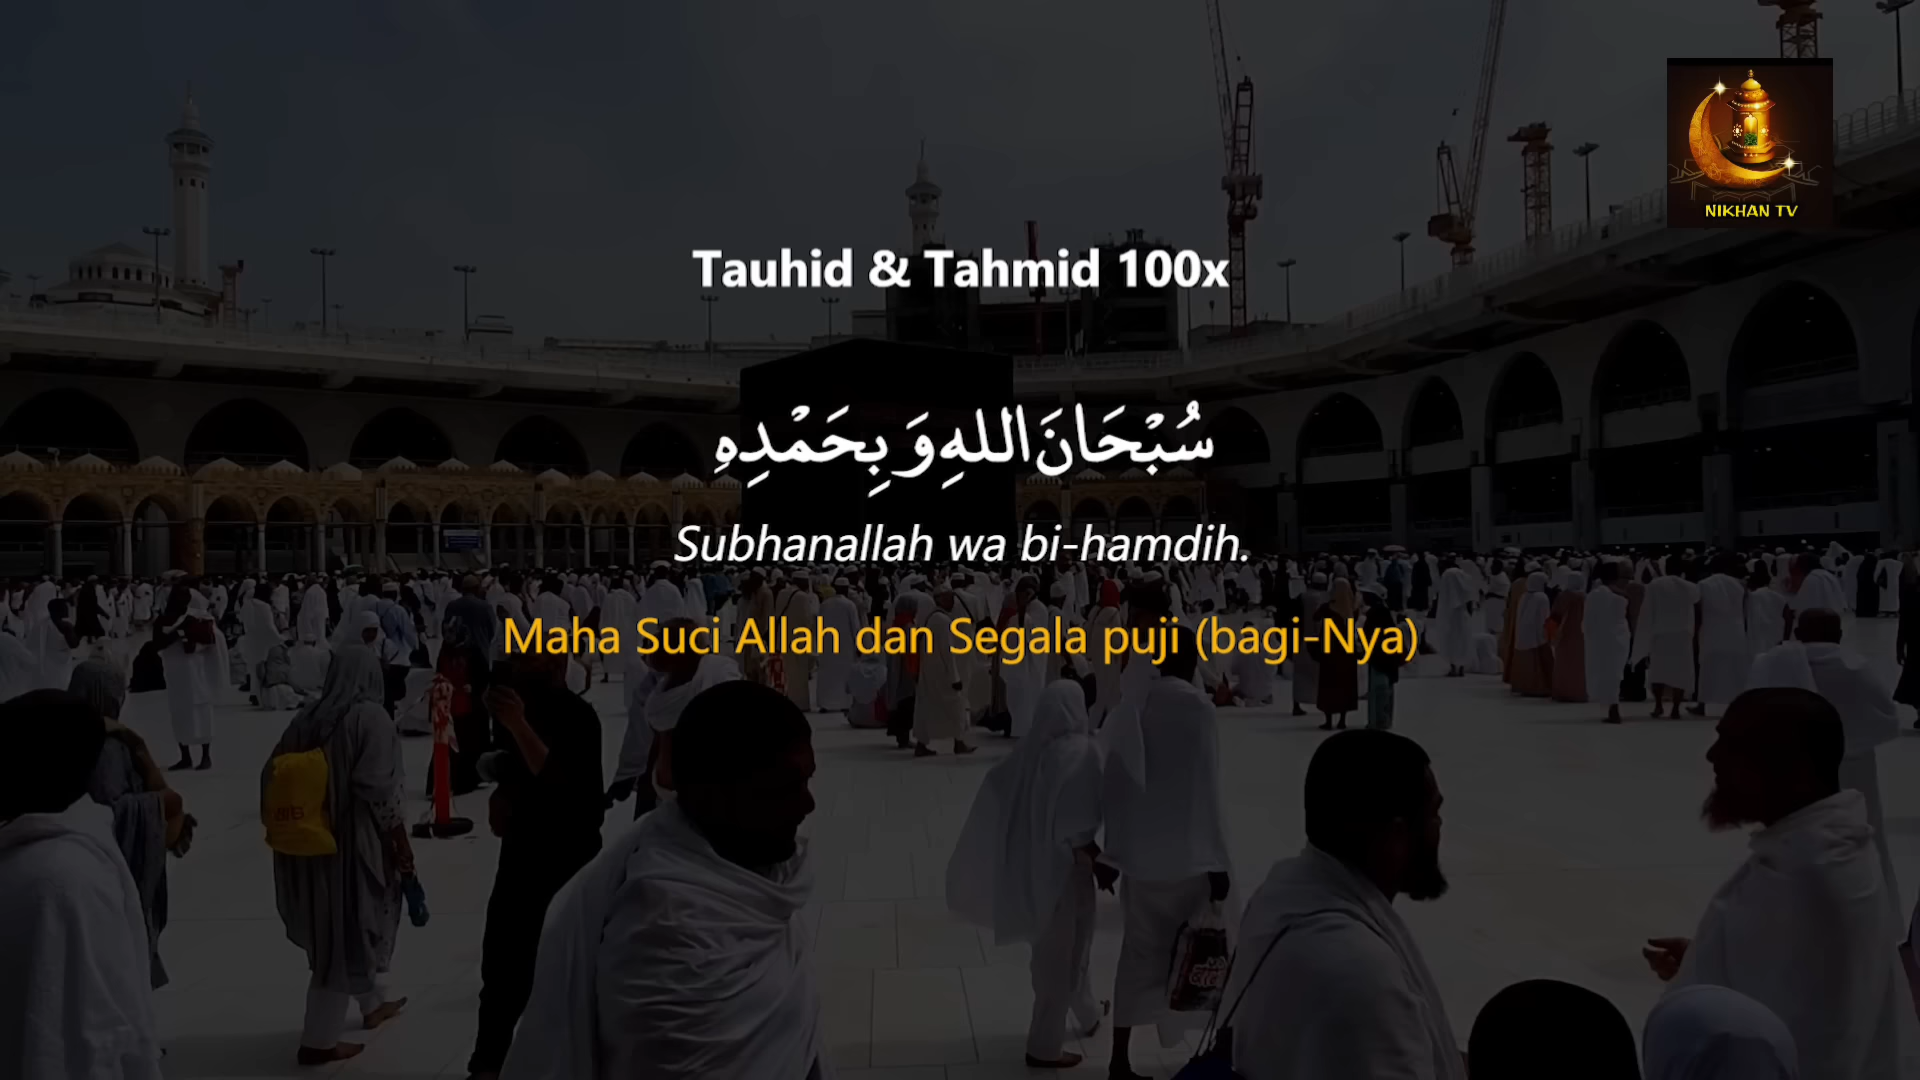 NIKHAN TV
Tauhid & Tahmid 100x
سُبْحَانَ اللهِ وَ بِحَمْدِهِ
Subhanallah wa bi-hamdih.
Maha Suci Allah dan Segala puji (bagi-Nya)